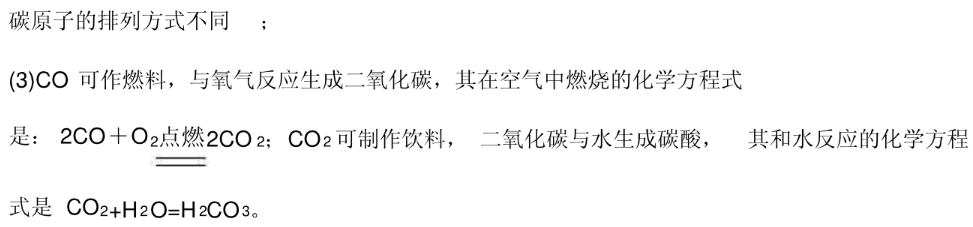 碳原子的排列方式不同 ；
(3)CO 可作燃料，与氧气反应生成二氧化碳，其在空气中燃烧的化学方程式
是： 2CO＋O₂点燃2CO₂；CO₂可制作饮料， 二氧化碳与水生成碳酸， 其和水反应的化学方程
式是 CO₂+H₂O=H₂CO₃。